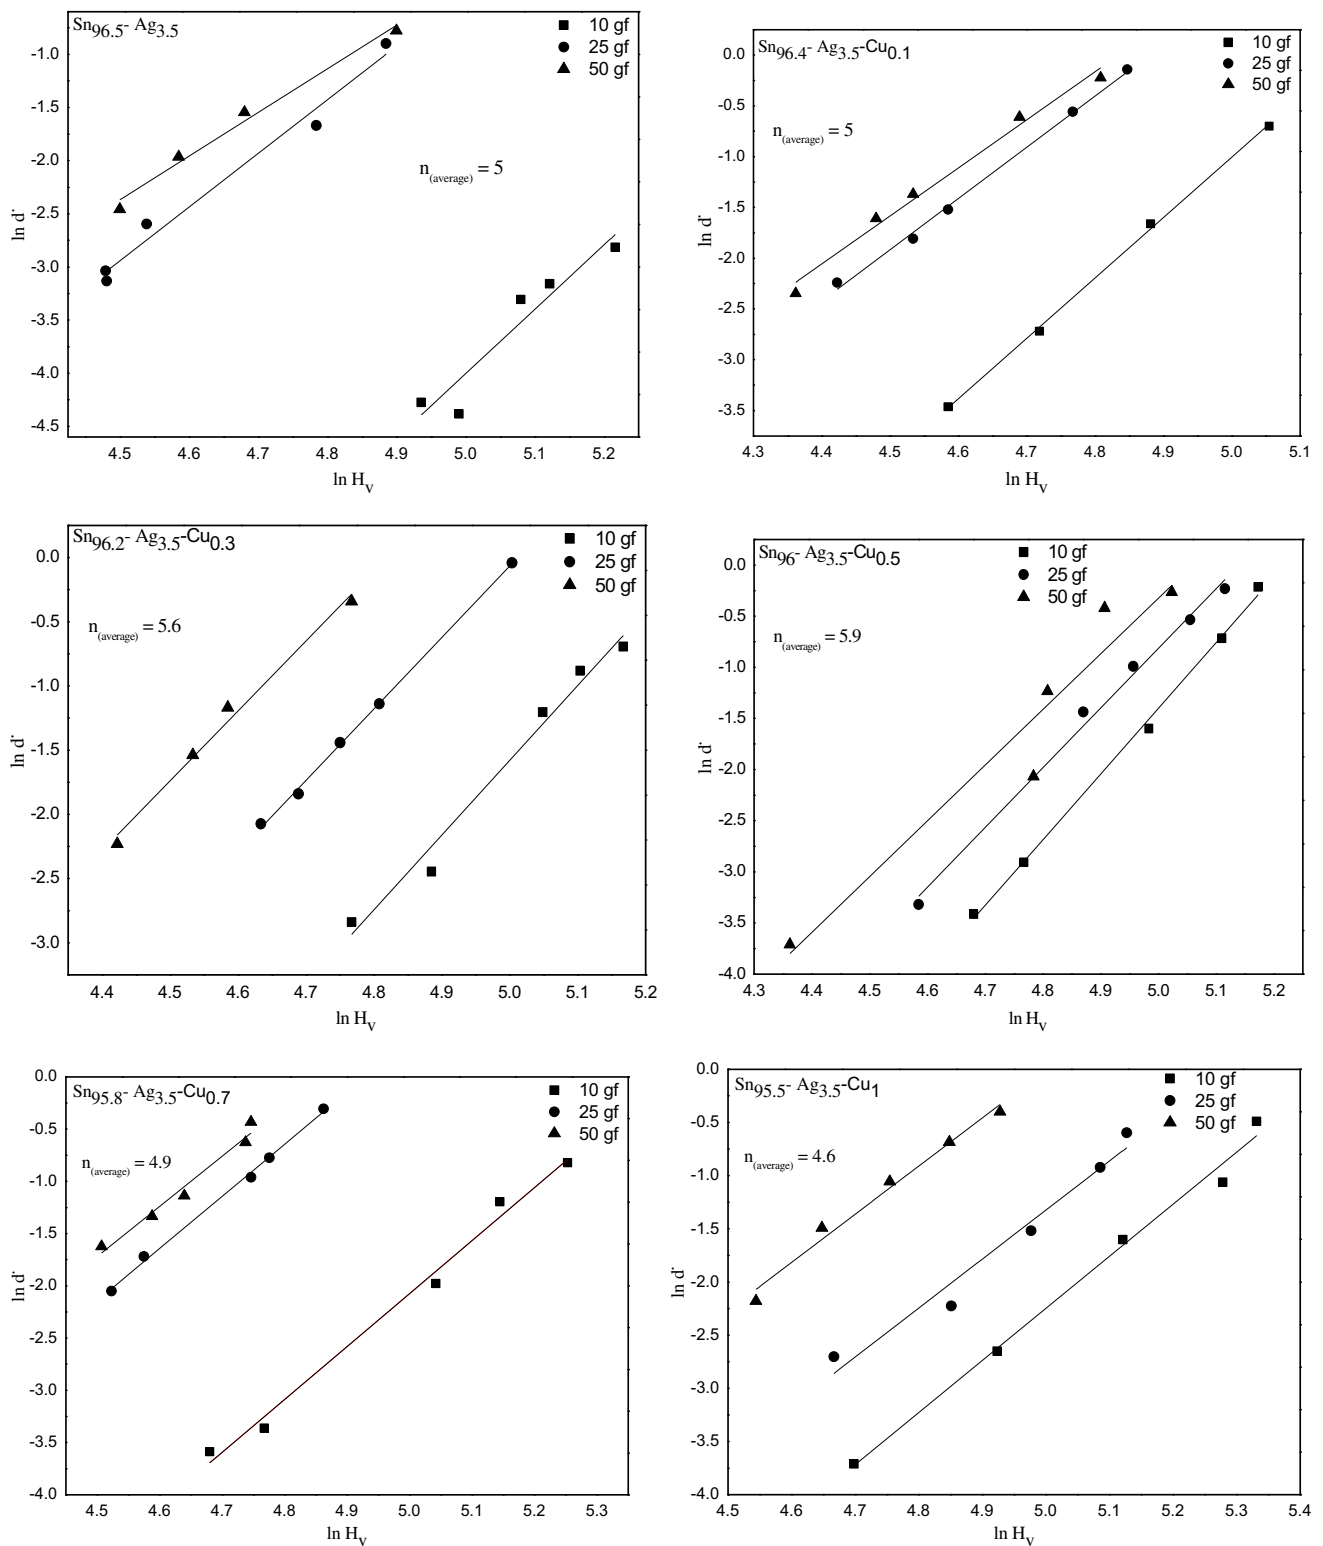 Sn96.5- Ag3.5
10 gf
25 gf
50 gf
n(average) = 5
-1.0
-1.5
-2.0
-2.5
-3.0
-3.5
-4.0
-4.5
ln d˙
4.5 4.6 4.7 4.8 4.9 5.0 5.1 5.2
ln Hv
Sn96.4- Ag3.5-Cu0.1
10 gf
25 gf
50 gf
n(average) = 5
0.0
-0.5
-1.0
-1.5
-2.0
-2.5
-3.0
-3.5
ln d˙
4.3 4.4 4.5 4.6 4.7 4.8 4.9 5.0 5.1
ln Hv
Sn96.2- Ag3.5-Cu0.3
10 gf
25 gf
50 gf
n(average) = 5.6
0.0
-0.5
-1.0
-1.5
-2.0
-2.5
-3.0
ln d˙
4.4 4.5 4.6 4.7 4.8 4.9 5.0 5.1 5.2
ln Hv
Sn96- Ag3.5-Cu0.5
10 gf
25 gf
50 gf
n(average) = 5.9
0.0
-0.5
-1.0
-1.5
-2.0
-2.5
-3.0
-3.5
-4.0
ln d˙
4.3 4.4 4.5 4.6 4.7 4.8 4.9 5.0 5.1 5.2
ln Hv
Sn95.8- Ag3.5-Cu0.7
10 gf
25 gf
50 gf
n(average) = 4.9
0.0
-0.5
-1.0
-1.5
-2.0
-2.5
-3.0
-3.5
-4.0
ln d˙
4.5 4.6 4.7 4.8 4.9 5.0 5.1 5.2 5.3
ln Hv
Sn95.5- Ag3.5-Cu1
10 gf
25 gf
50 gf
n(average) = 4.6
0.0
-0.5
-1.0
-1.5
-2.0
-2.5
-3.0
-3.5
-4.0
ln d˙
4.5 4.6 4.7 4.8 4.9 5.0 5.1 5.2 5.3 5.4
ln Hv